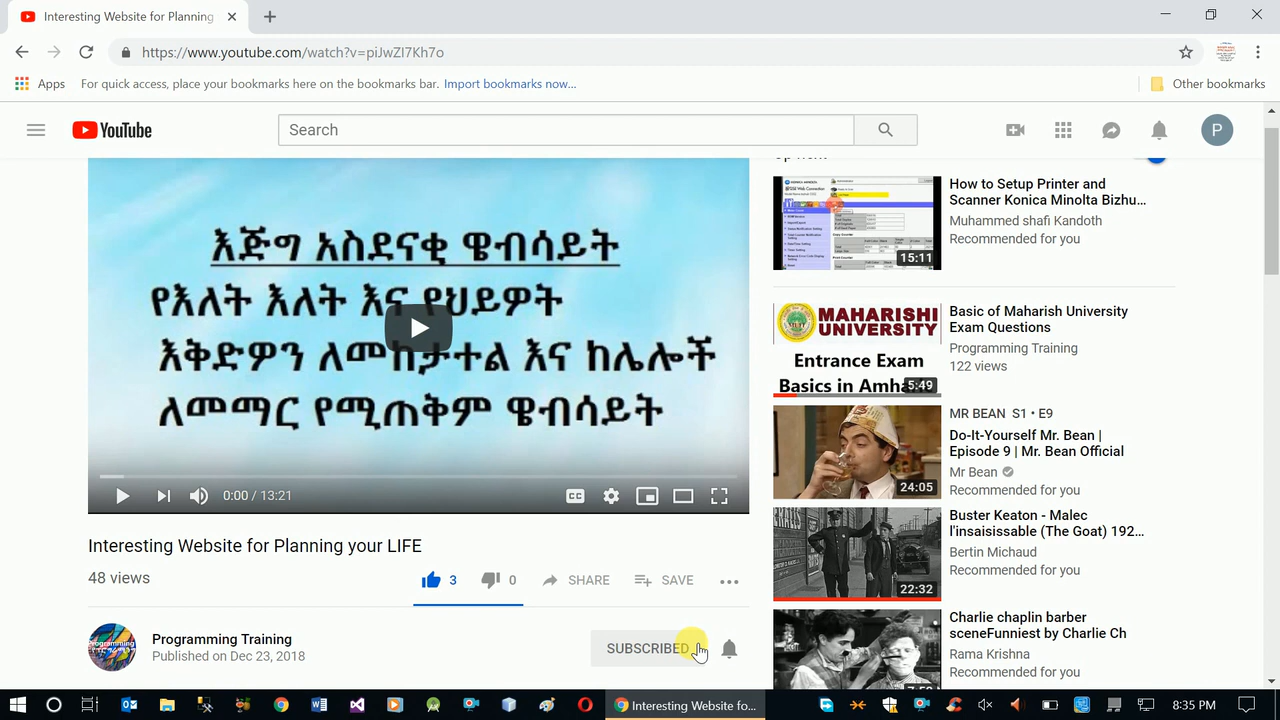 Interesting Website for Planning
https://www.youtube.com/watch?v=piJwZI7Kh7o
Apps For quick access, place your bookmarks here on the bookmarks bar. Import bookmarks now...
Other bookmarks
YouTube
Search
P
እጅግ አስደናቂ ዌብሳይት
የእለት እለት እና የህይዎት
እቅድዎን ለመከታተል እና ከሌሎች
ለመማር የሚጠቅም ዌብሳይት
0:00 / 13:21
Interesting Website for Planning your LIFE
48 views
3
0
SHARE
SAVE
Programming Training
Published on Dec 23, 2018
SUBSCRIBED
Up next
15:11
How to Setup Printer and
Scanner Konica Minolta Bizhu...
Muhammed shafi Kandoth
Recommended for you
MAHARISHI
UNIVERSITY
Entrance Exam
Basics in Amha
5:49
Basic of Maharish University
Exam Questions
Programming Training
122 views
24:05
MR BEAN S1 • E9
Do-It-Yourself Mr. Bean |
Episode 9 | Mr. Bean Official
Mr Bean
Recommended for you
22:32
Buster Keaton - Malec
l'insaisissable (The Goat) 192...
Bertin Michaud
Recommended for you
Charlie chaplin barber
sceneFunniest by Charlie Ch
Rama Krishna
Recommended for you
Interesting Website fo...
8:35 PM